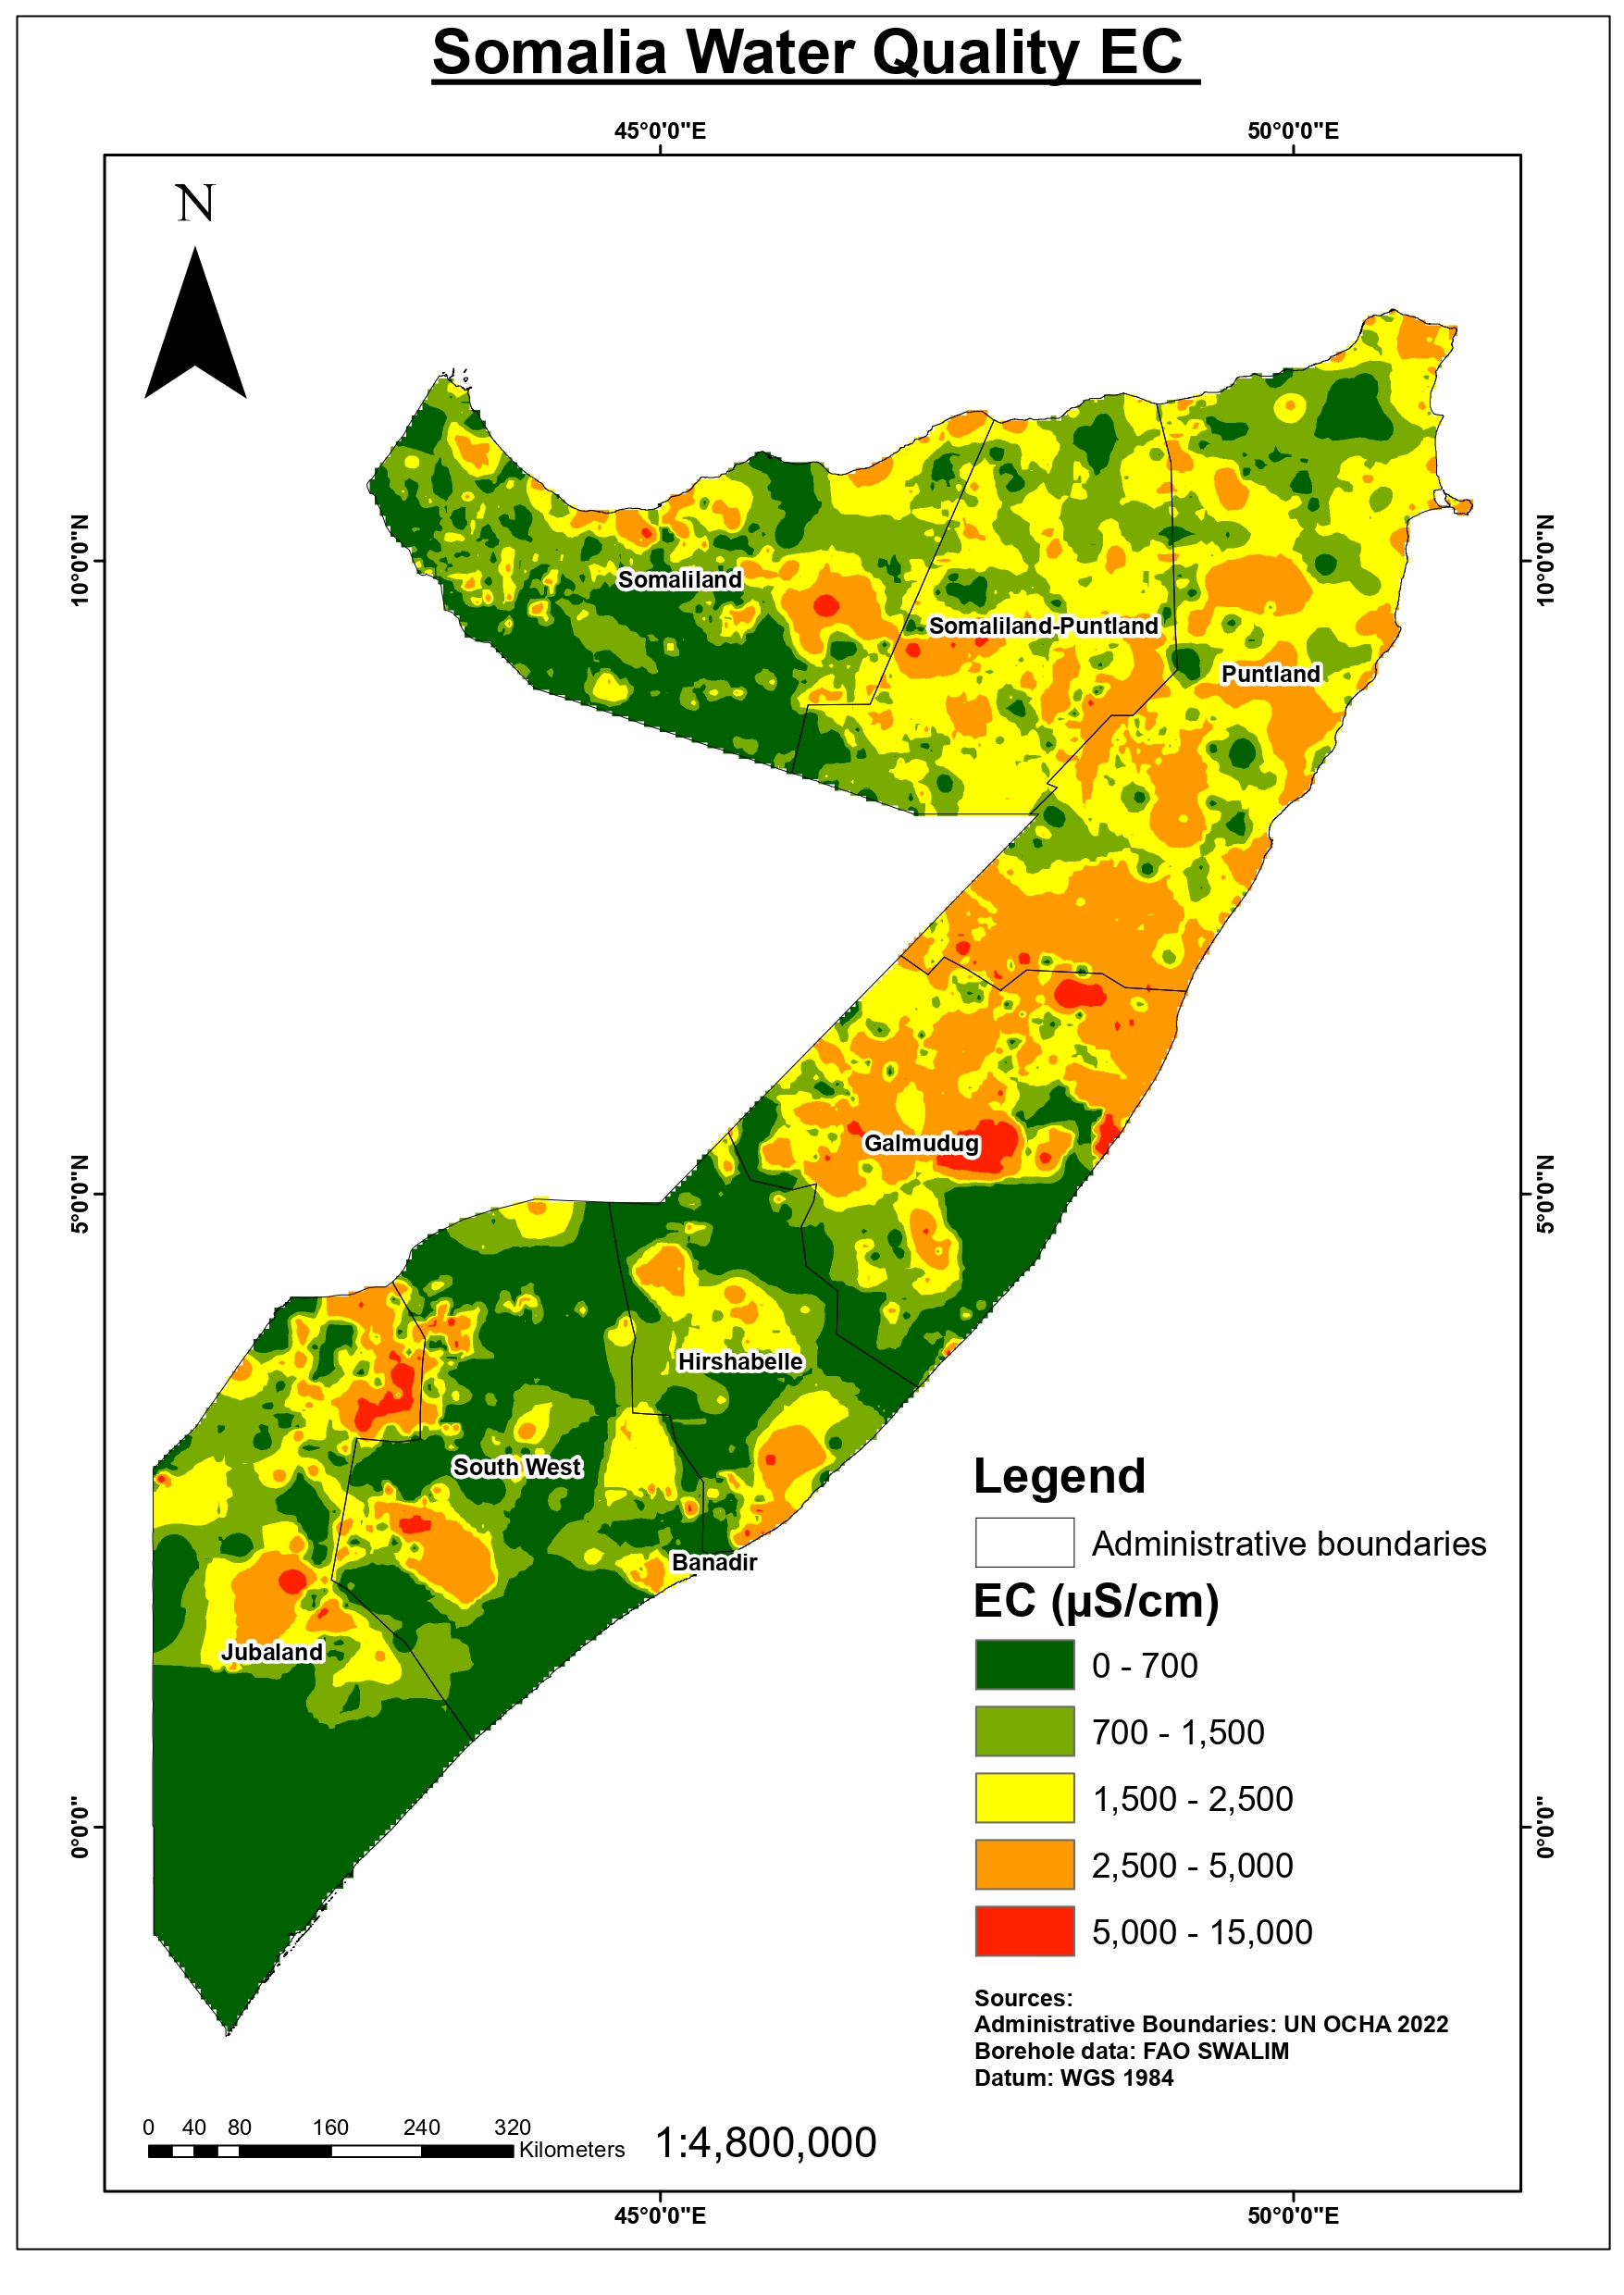 Somalia Water Quality EC
45°0'0"E
50°0'0"E
N
10°0'0"N
10°0'0"N
Somaliland
Somaliland-Puntland
Puntland
Galmudug
5°0'0"N
5°0'0"N
Hirshabelle
South West
Banadir
Jubaland
0°0'0"
0°0'0"
Legend
Administrative boundaries
EC (µS/cm)
0 - 700
700 - 1,500
1,500 - 2,500
2,500 - 5,000
5,000 - 15,000
Sources:
Administrative Boundaries: UN OCHA 2022
Borehole data: FAO SWALIM
Datum: WGS 1984
0 40 80 160 240 320
Kilometers
1:4,800,000
45°0'0"E
50°0'0"E